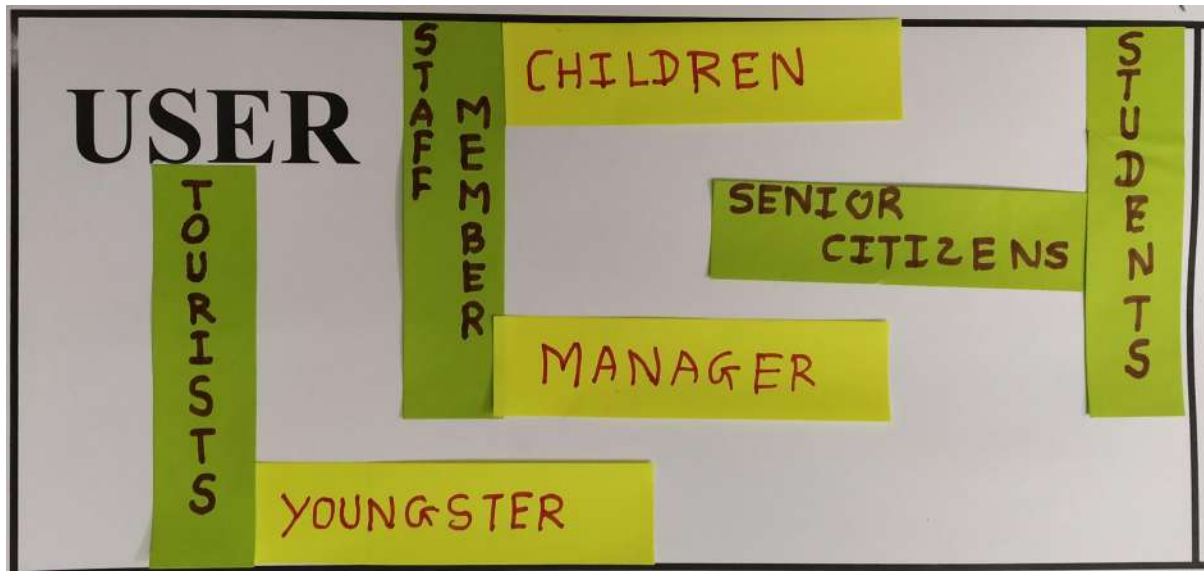 USER
TOURISTS
STAFF
MEMBER
CHILDREN
SENIOR
CITIZENS
STUDENTS
MANAGER
YOUNGSTER